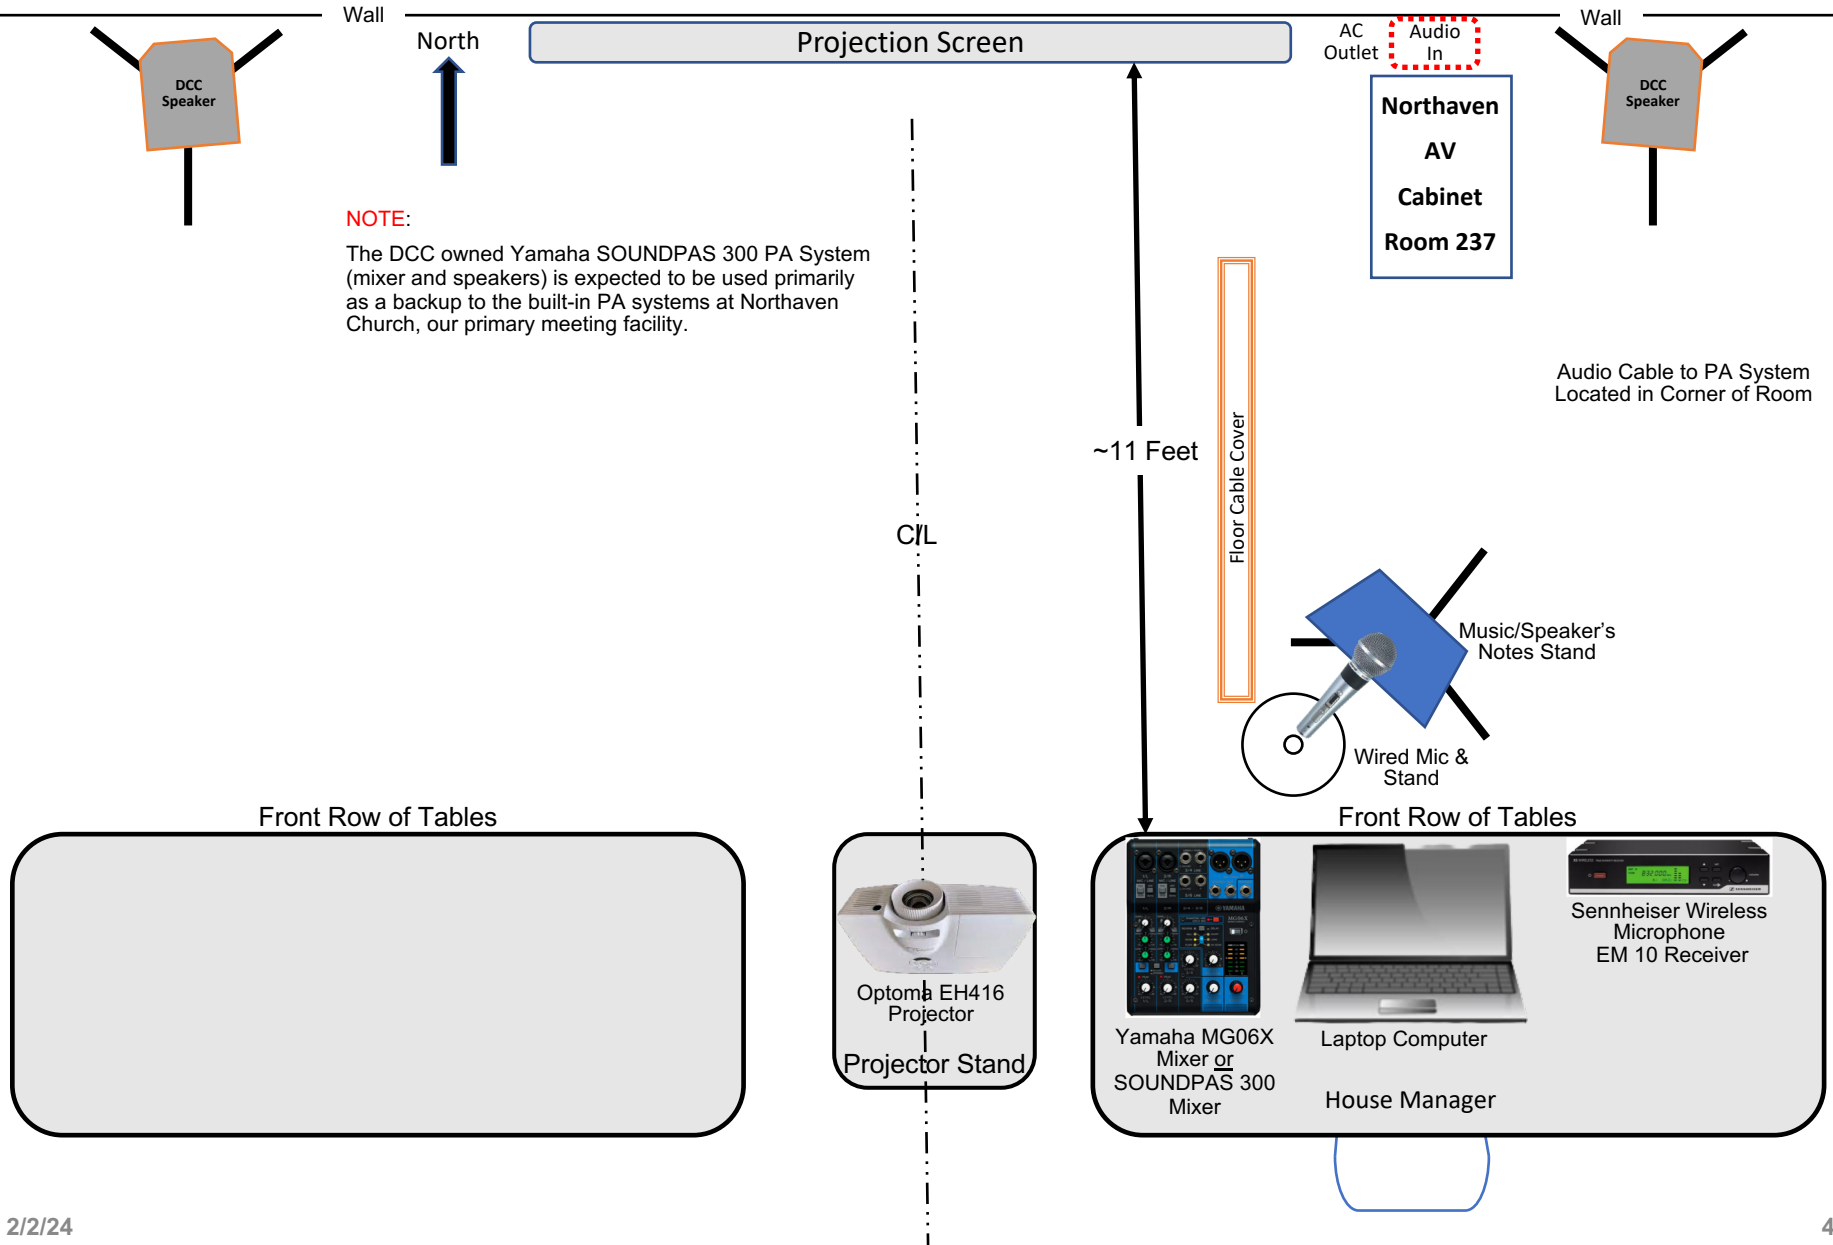 Wall
Wall
North
Projection Screen
AC
Outlet
Audio
In
DCC
Speaker
DCC
Speaker
Northaven
AV
Cabinet
Room 237
NOTE:
The DCC owned Yamaha SOUNDPAS 300 PA System
(mixer and speakers) is expected to be used primarily
as a backup to the built-in PA systems at Northaven
Church, our primary meeting facility.
Audio Cable to PA System
Located in Corner of Room
~11 Feet
Floor Cable Cover
C/L
Music/Speaker’s
Notes Stand
Wired Mic &
Stand
Front Row of Tables
Front Row of Tables
Optoma EH416
Projector
Projector Stand
YAMAHA
MG06X
Yamaha MG06X
Mixer or
SOUNDPAS 300
Mixer
Laptop Computer
House Manager
SENNHEISER
Sennheiser Wireless
Microphone
EM 10 Receiver
2/2/24
4